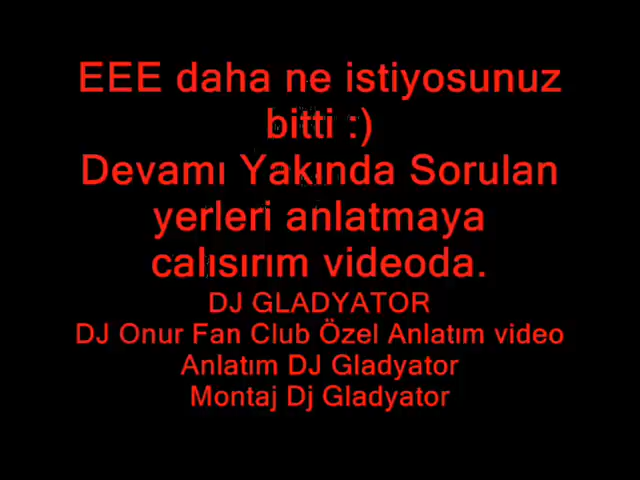 EEE daha ne istiyosunuz
bitti :)
Devamı Yakında Sorulan
yerleri anlatmaya
calısırım videoda.
DJ GLADYATOR
DJ Onur Fan Club Özel Anlatım video
Anlatım DJ Gladyator
Montaj Dj Gladyator